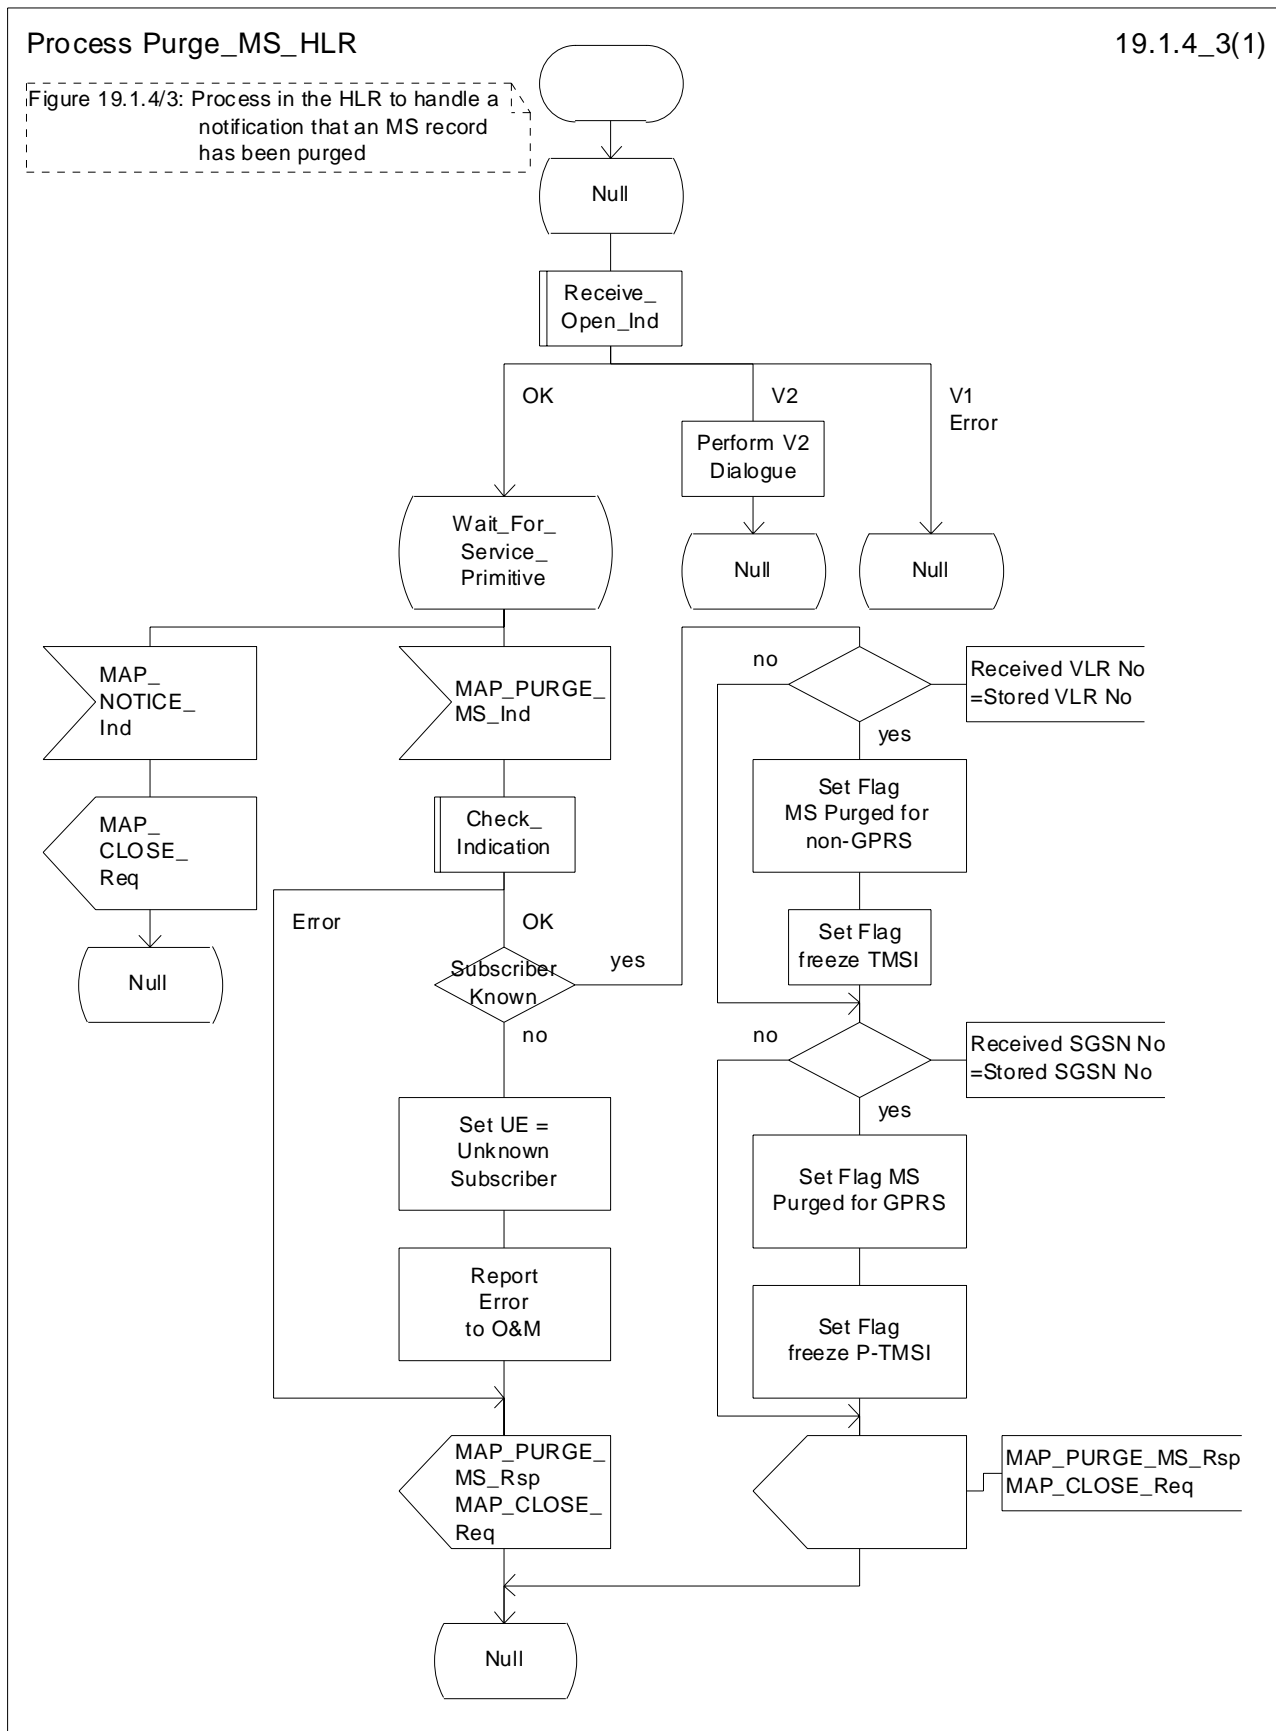 Process Purge_MS_HLR
19.1.4_3(1)
Figure 19.1.4/3: Process in the HLR to handle a
notification that an MS record
has been purged
Null
Receive_
Open_Ind
OK
V2
V1
Error
Perform V2
Dialogue
Wait_For_
Service_
Primitive
Null
Null
MAP_
NOTICE_
Ind
MAP_PURGE_
MS_Ind
no
Received VLR No
=Stored VLR No
yes
Set Flag
MS Purged for
non-GPRS
MAP_
CLOSE_
Req
Check_
Indication
Error
OK
Set Flag
freeze TMSI
Null
Subscriber
Known
yes
no
no
Received SGSN No
=Stored SGSN No
yes
Set UE =
Unknown
Subscriber
Set Flag MS
Purged for GPRS
Report
Error
to O&M
Set Flag
freeze P-TMSI
MAP_PURGE_
MS_Rsp
MAP_CLOSE_
Req
MAP_PURGE_MS_Rsp
MAP_CLOSE_Req
Null